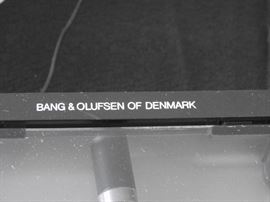 BANG & OLUFSEN OF DENMARK